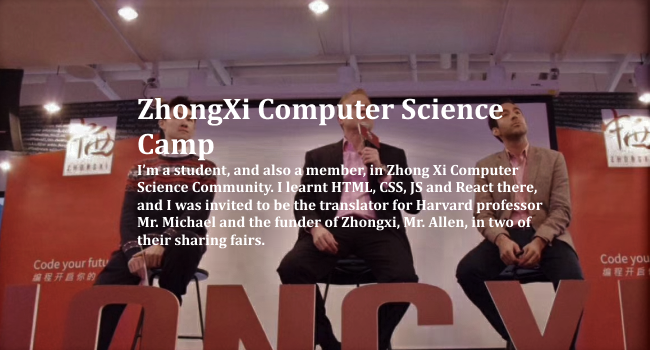 ZhongXi Computer Science
Camp
I'm a student, and also a member, in Zhong Xi Computer
Science Community. I learnt HTML, CSS, JS and React there,
and I was invited to be the translator for Harvard professor
Mr. Michael and the funder of Zhongxi, Mr. Allen, in two of
their sharing fairs.
ZHONGXI
ZHONGXI
Code your futu
编程开启你的
Code you
编程开启
ONGX